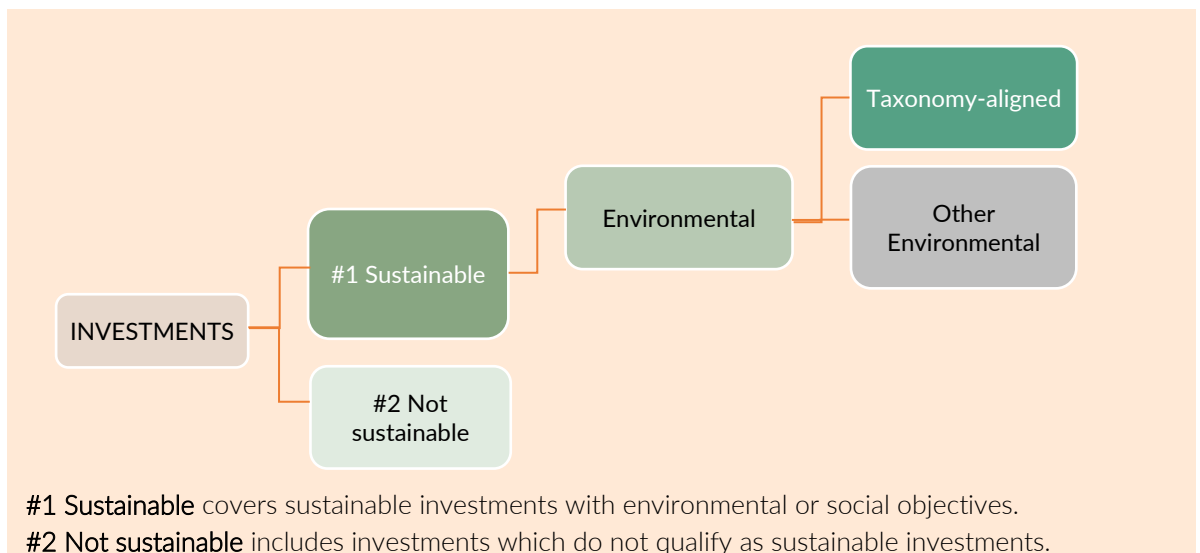 Taxonomy-aligned
Other
Environmental
Environmental
#1 Sustainable
INVESTMENTS
#2 Not
sustainable
#1 Sustainable covers sustainable investments with environmental or social objectives.
#2 Not sustainable includes investments which do not qualify as sustainable investments.